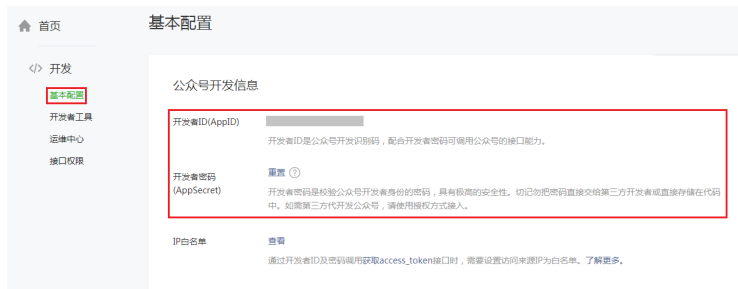 首页
基本配置
</> 开发
基本配置
开发者工具
运维中心
接口权限
公众号开发信息
开发者ID(AppID)
开发者ID是公众号开发识别码，配合开发者密码可调用公众号的接口能力。
开发者密码
(AppSecret)
重置 ?
开发者密码是校验公众号开发者身份的密码，具有极高的安全性。切记勿把密码直接交给第三方开发者或直接存储在代码
中。如需第三方代开发公众号，请使用授权方式接入。
IP白名单
查看
通过开发者ID及密码调用获取access_token接口时，需要设置访问来源IP为白名单。了解更多。